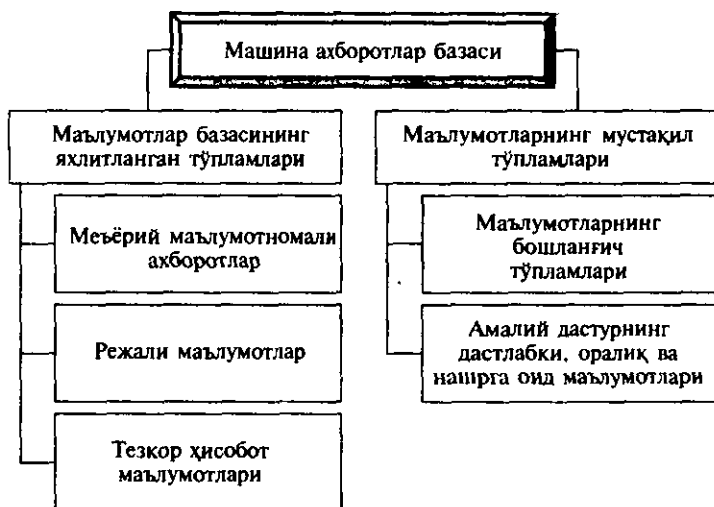 Машина ахборотлар базаси
Маълумотлар базасининг
яхлитланган тўпламлари
Меъёрий маълумотномали
ахборотлар
Режали маълумотлар
Тезкор ҳисобот
маълумотлари
Маълумотларнинг мустақил
тўпламлари
Маълумотларнинг
бошланғич
тўпламлари
Амалий дастурнинг
дастлабки, оралиқ ва
нашрга оид маълумотлари